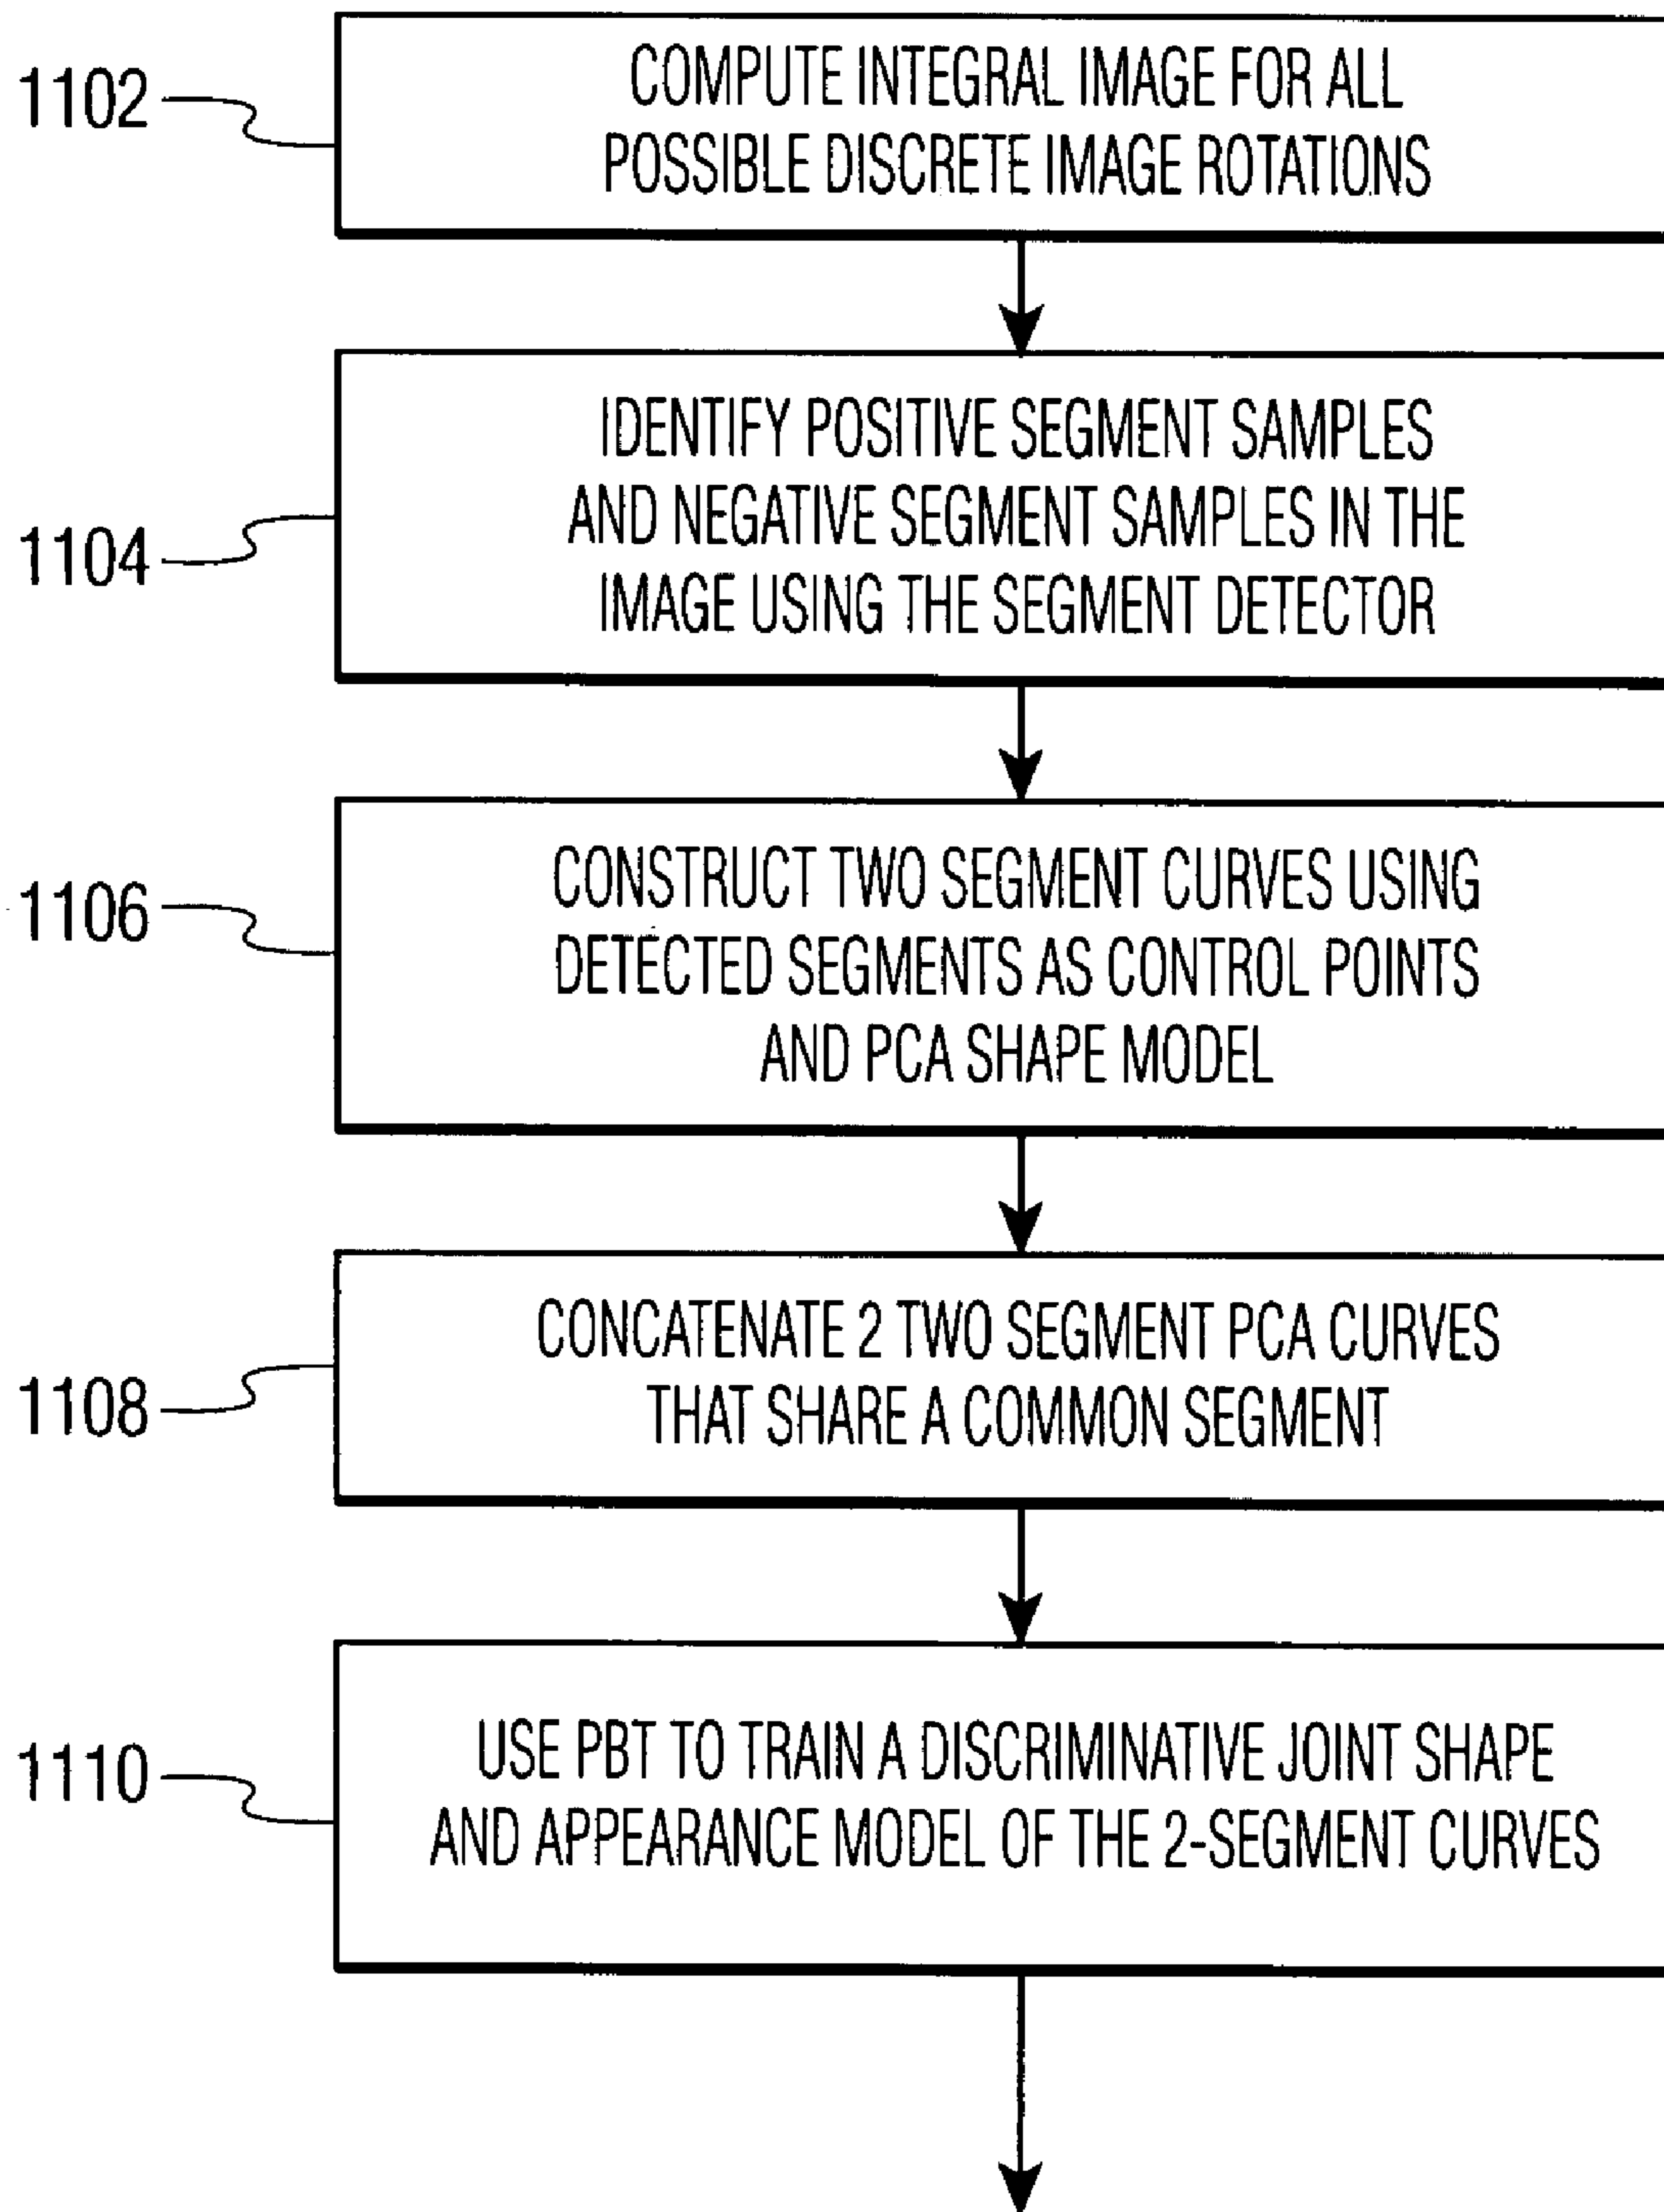 1102
COMPUTE INTEGRAL IMAGE FOR ALL
POSSIBLE DISCRETE IMAGE ROTATIONS
1104
IDENTIFY POSITIVE SEGMENT SAMPLES
AND NEGATIVE SEGMENT SAMPLES IN THE
IMAGE USING THE SEGMENT DETECTOR
1106
CONSTRUCT TWO SEGMENT CURVES USING
DETECTED SEGMENTS AS CONTROL POINTS
AND PCA SHAPE MODEL
1108
CONCATENATE 2 TWO SEGMENT PCA CURVES
THAT SHARE A COMMON SEGMENT
1110
USE PBT TO TRAIN A DISCRIMINATIVE JOINT SHAPE
AND APPEARANCE MODEL OF THE 2-SEGMENT CURVES